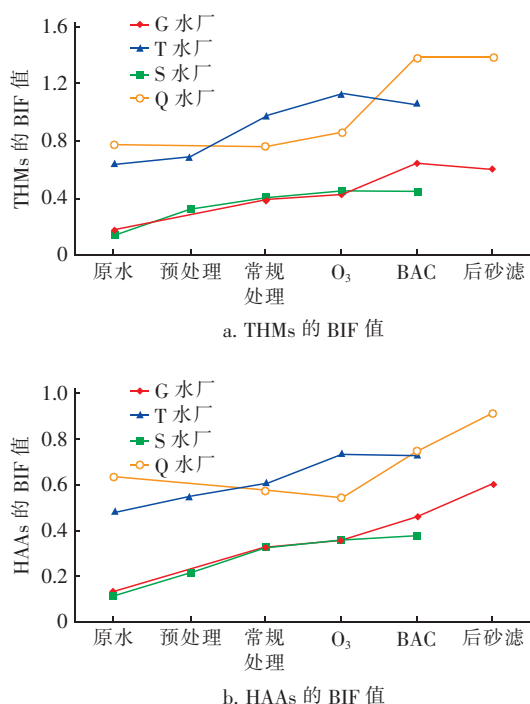 G 水厂
T 水厂
S 水厂
Q 水厂
THMs 的 BIF 值
1.6
1.2
0.8
0.4
0
原水 预处理 常规处理 O₃ BAC 后砂滤
a. THMs 的 BIF 值
G 水厂
T 水厂
S 水厂
Q 水厂
HAAs 的 BIF 值
1.0
0.8
0.6
0.4
0.2
0
原水 预处理 常规处理 O₃ BAC 后砂滤
b. HAAs 的 BIF 值